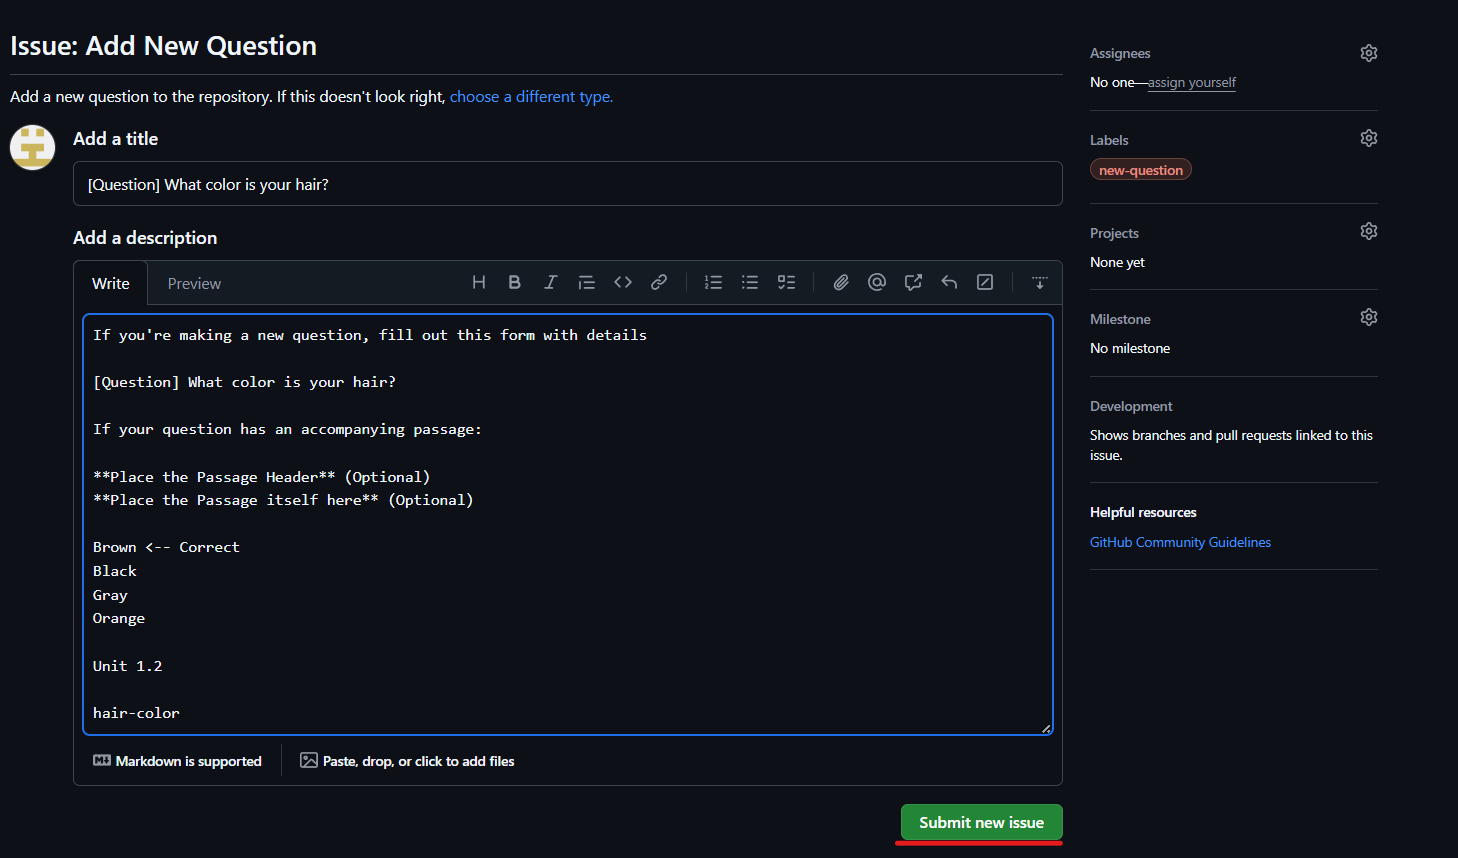 Issue: Add New Question
Add a new question to the repository. If this doesn't look right, choose a different type.
Add a title
[Question] What color is your hair?
Add a description
Write
Preview
If you're making a new question, fill out this form with details
[Question] What color is your hair?
If your question has an accompanying passage:
**Place the Passage Header** (Optional)
**Place the Passage itself here** (Optional)
Brown <-- Correct
Black
Gray
Orange
Unit 1.2
hair-color
Markdown is supported
Paste, drop, or click to add files
Submit new issue
Assignees
No one—assign yourself
Labels
new-question
Projects
None yet
Milestone
No milestone
Development
Shows branches and pull requests linked to this
issue.
Helpful resources
GitHub Community Guidelines